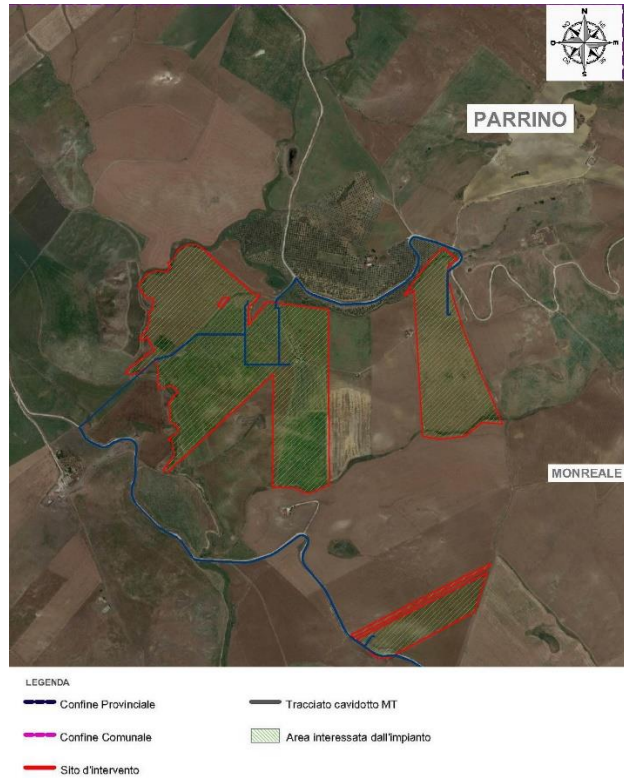 N
PARRINO
MONREALE
LEGENDA
Confine Provinciale
Tracciato cavidotto MT
Confine Comunale
Area interessata dall'impianto
Sito d'intervento